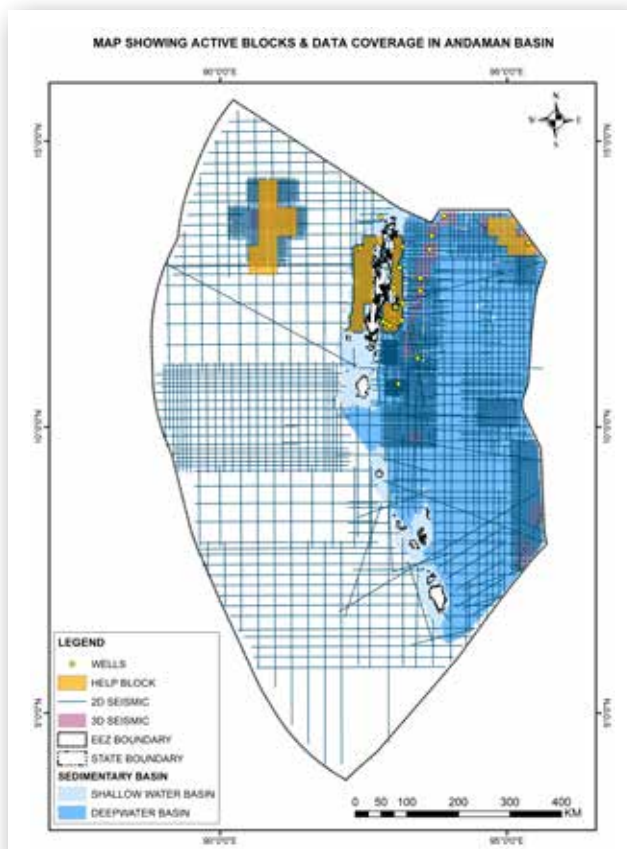 MAP SHOWING ACTIVE BLOCKS & DATA COVERAGE IN ANDAMAN BASIN
90°0'0"E 95°0'0"E
N
W E
S
15°0'0"N 15°0'0"N
10°0'0"N 10°0'0"N
5°0'0"N 5°0'0"N
LEGEND
WELLS
HELP BLOCK
2D SEISMIC
3D SEISMIC
EEZ BOUNDARY
STATE BOUNDARY
SEDIMENTARY BASIN
SHALLOW WATER BASIN
DEEPWATER BASIN
0 50 100 200 300 400
KM
90°0'0"E 95°0'0"E